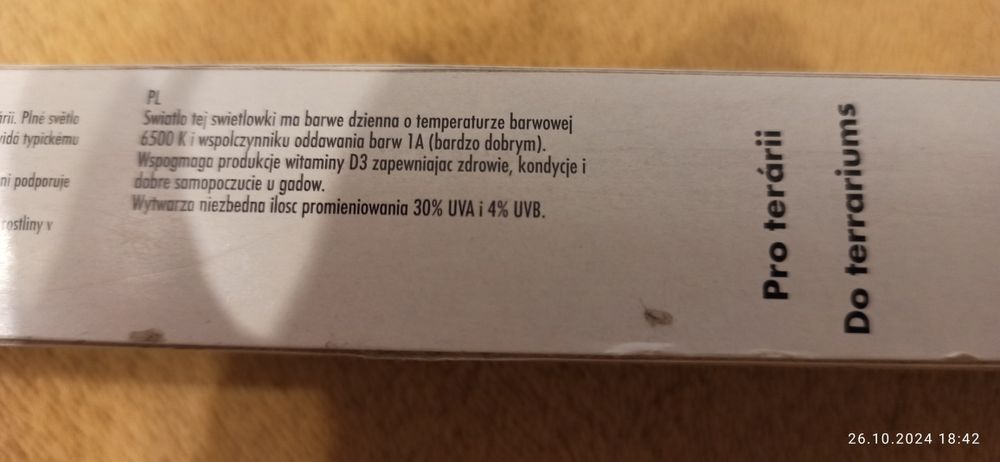 árii. Plné světlo
vidá typickému
ni podporuje
rostliny v
PL
Swiatlo tej swietlowki ma barwe dzienna o temperaturze barwowej
6500 K i wspolczynniku oddawania barw 1A (bardzo dobrym).
Wspogmaga produkcje witaminy D3 zapewniajac zdrowie, kondycje i
dobre samopoczucie u gadow.
Wytwarza niezbedna ilosc promieniowania 30% UVA i 4% UVB.
Pro terárii
Do terrariums
26.10.2024 18:42